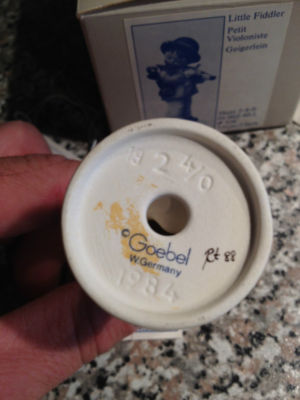 Little Fiddler
Petit
Violoniste
Geigerlein
2 4/0
© Goebel
W.Germany
1984